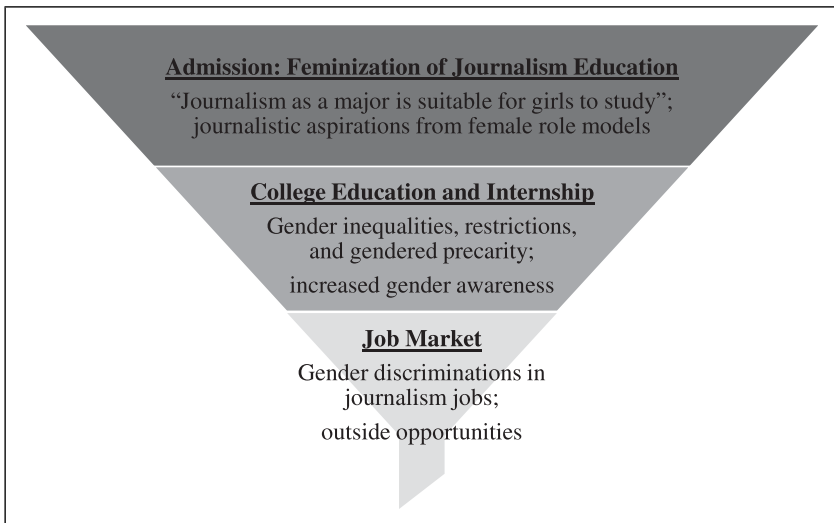 Admission: Feminization of Journalism Education
“Journalism as a major is suitable for girls to study”;
journalistic aspirations from female role models
College Education and Internship
Gender inequalities, restrictions,
and gendered precarity;
increased gender awareness
Job Market
Gender discriminations in
journalism jobs;
outside opportunities